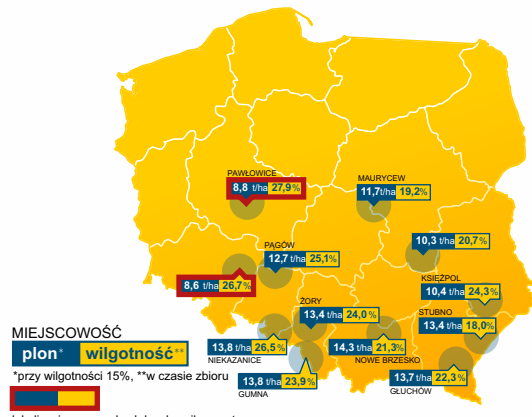 PAWŁOWICE
8,8 t/ha 27,9%
MAURYCEW
11,7t/ha 19,2%
10,3 t/ha 20,7%
PĄGÓW
12,7 t/ha 25,1%
KSIĘŻPOL
10,4 t/ha 24,3%
8,6 t/ha 26,7%
ŻORY
13,4 t/ha 24,0%
STUBNO
13,4 t/ha 18,0%
13,8 t/ha 26,5%
NIEKAZANICE
14,3 t/ha 21,3%
NOWE BRZESKO
13,8 t/ha 23,9%
GUMNA
13,7 t/ha 22,3%
GŁUCHÓW
MIEJSCOWOŚĆ
plon* wilgotność**
*przy wilgotności 15%, **w czasie zbioru